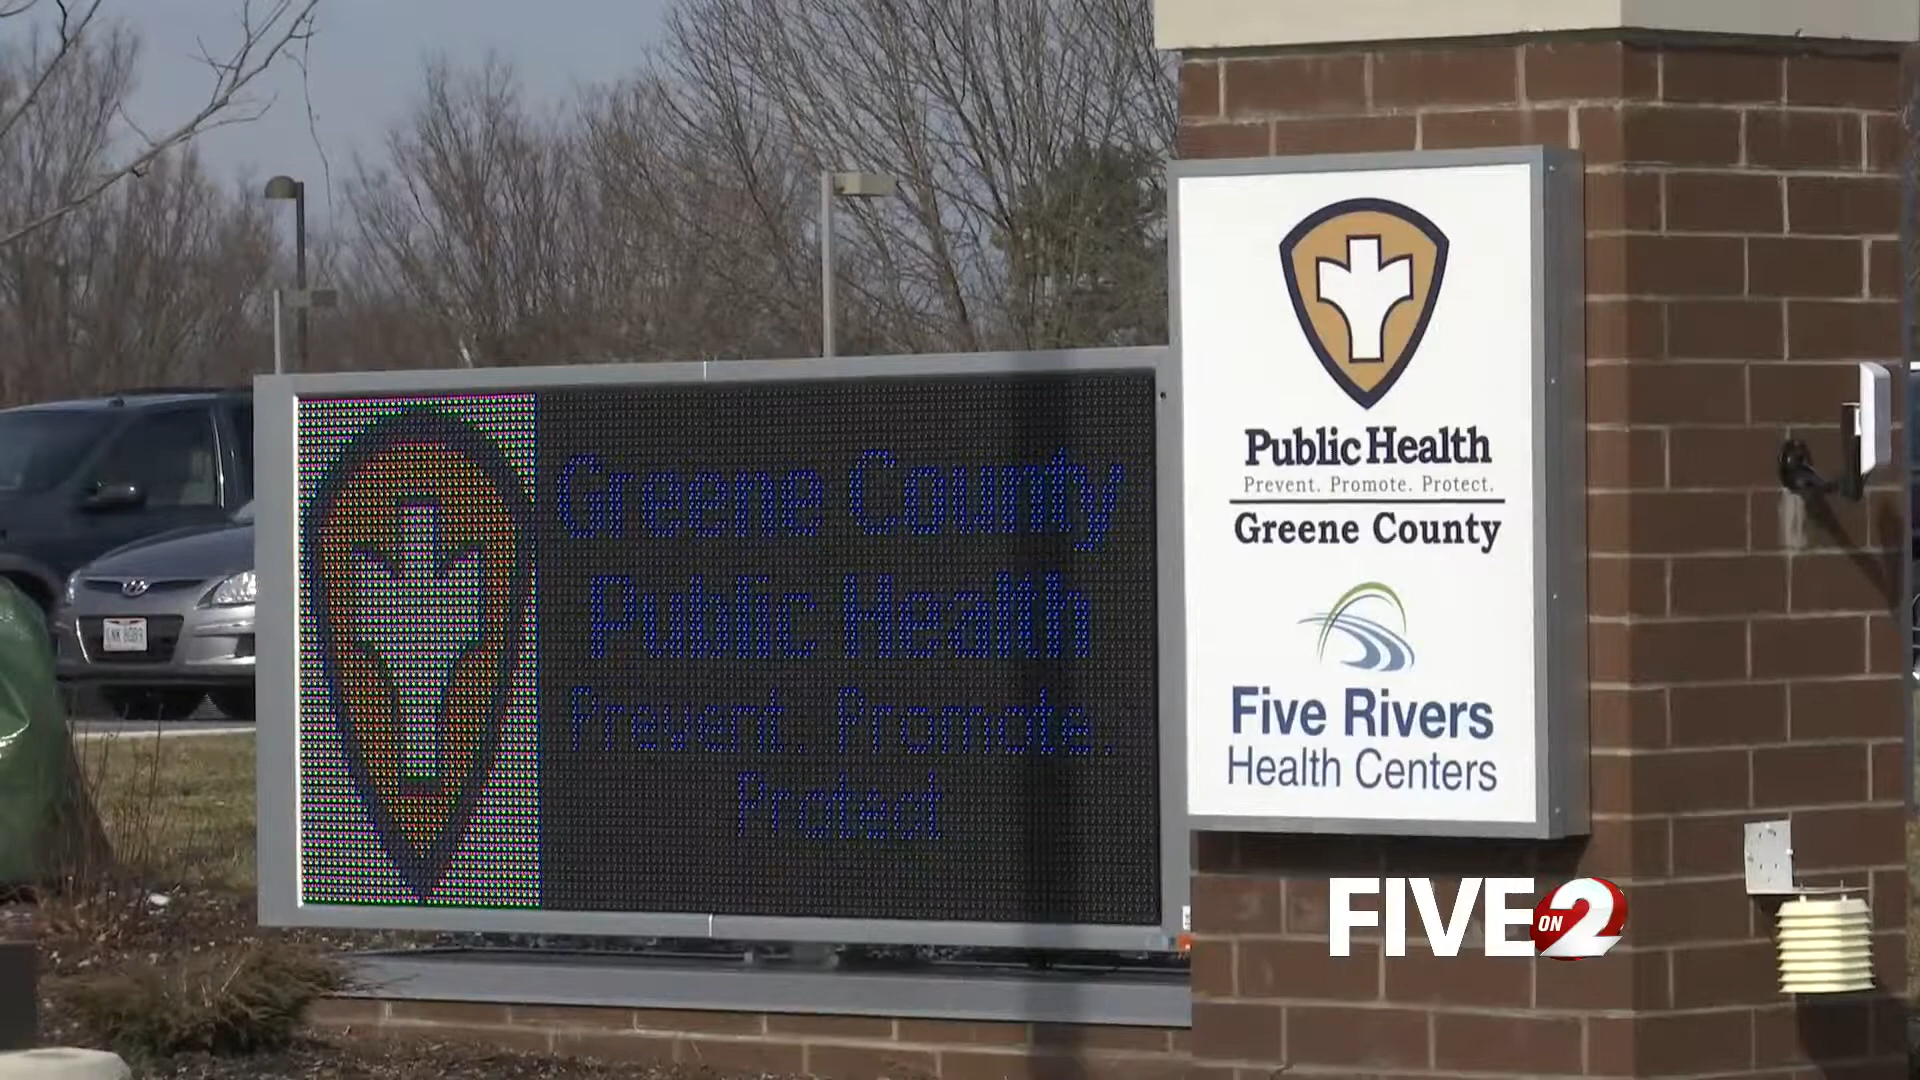 Greene County
Public Health
Prevent. Promote.
Protect
Public Health
Prevent. Promote. Protect.
Greene County
Five Rivers
Health Centers
FIVE ON 2